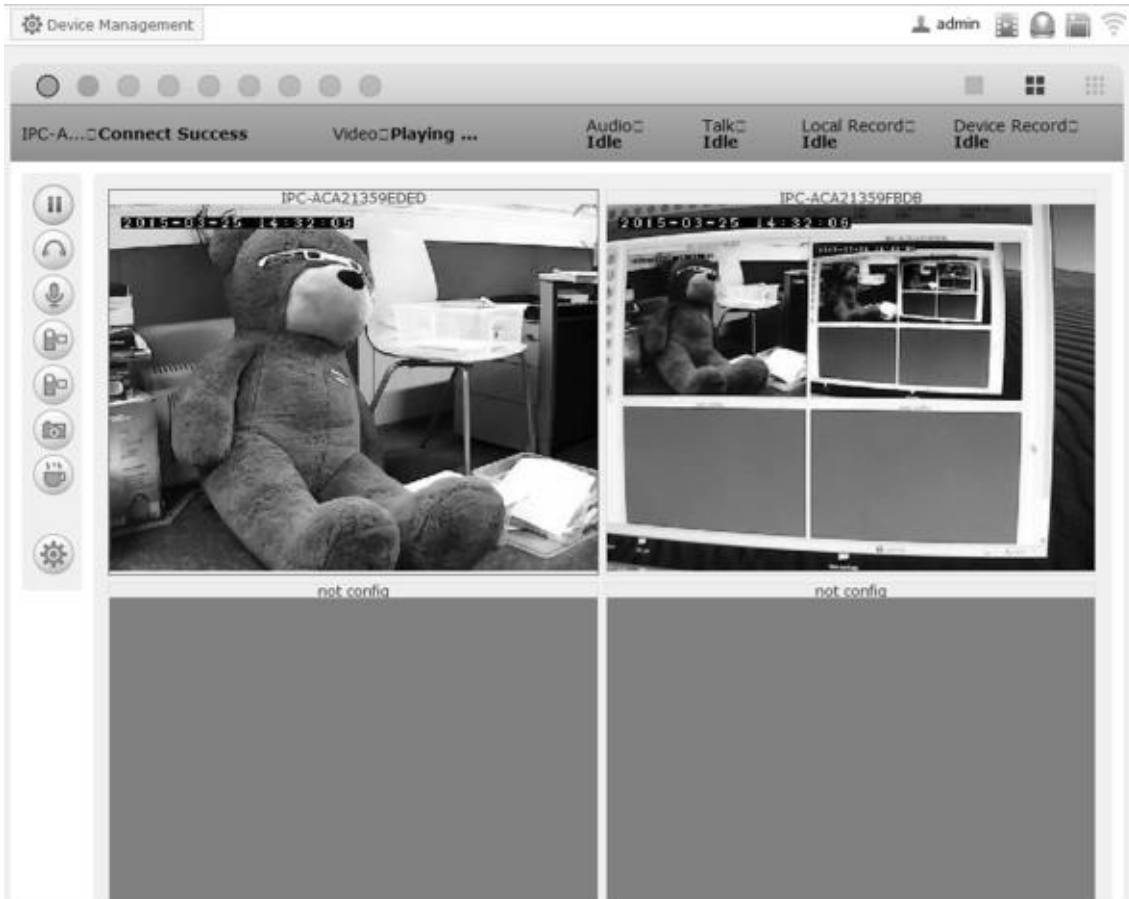 Device Management
admin
IPC-A...□Connect Success
Video□Playing ...
Audio□
Idle
Talk□
Idle
Local Record□
Idle
Device Record□
Idle
IPC-ACA21359EDED
2015-03-25 14:32:05
IPC-ACA21359FBDB
2015-03-25 14:32:06
not config
not config